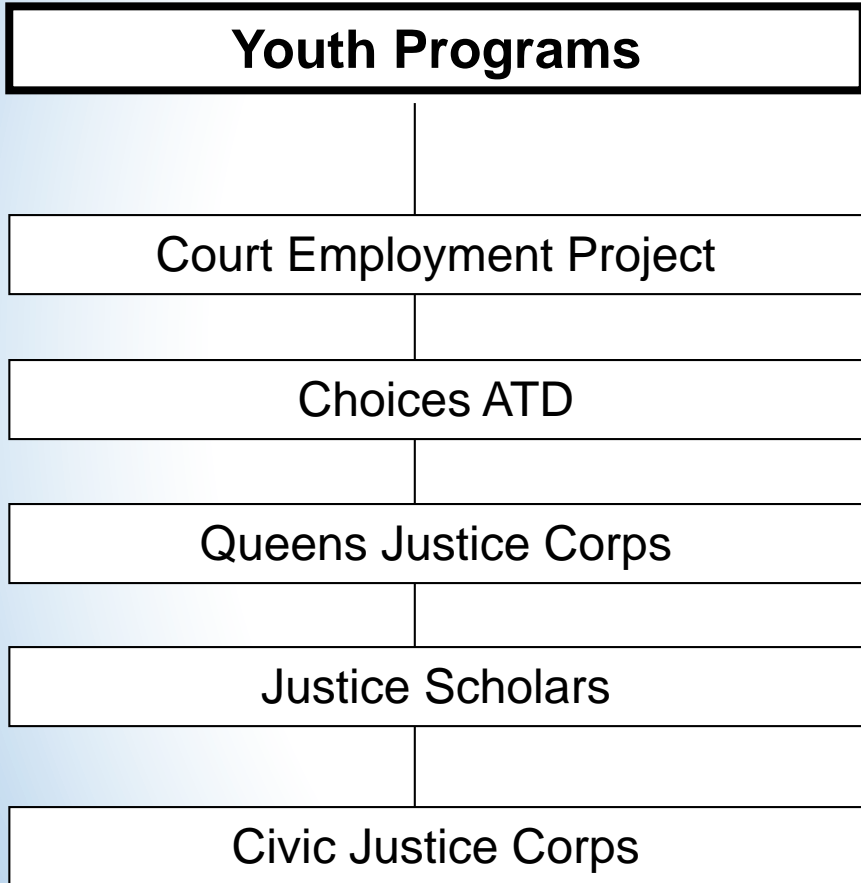 Youth Programs
Court Employment Project
Choices ATD
Queens Justice Corps
Justice Scholars
Civic Justice Corps